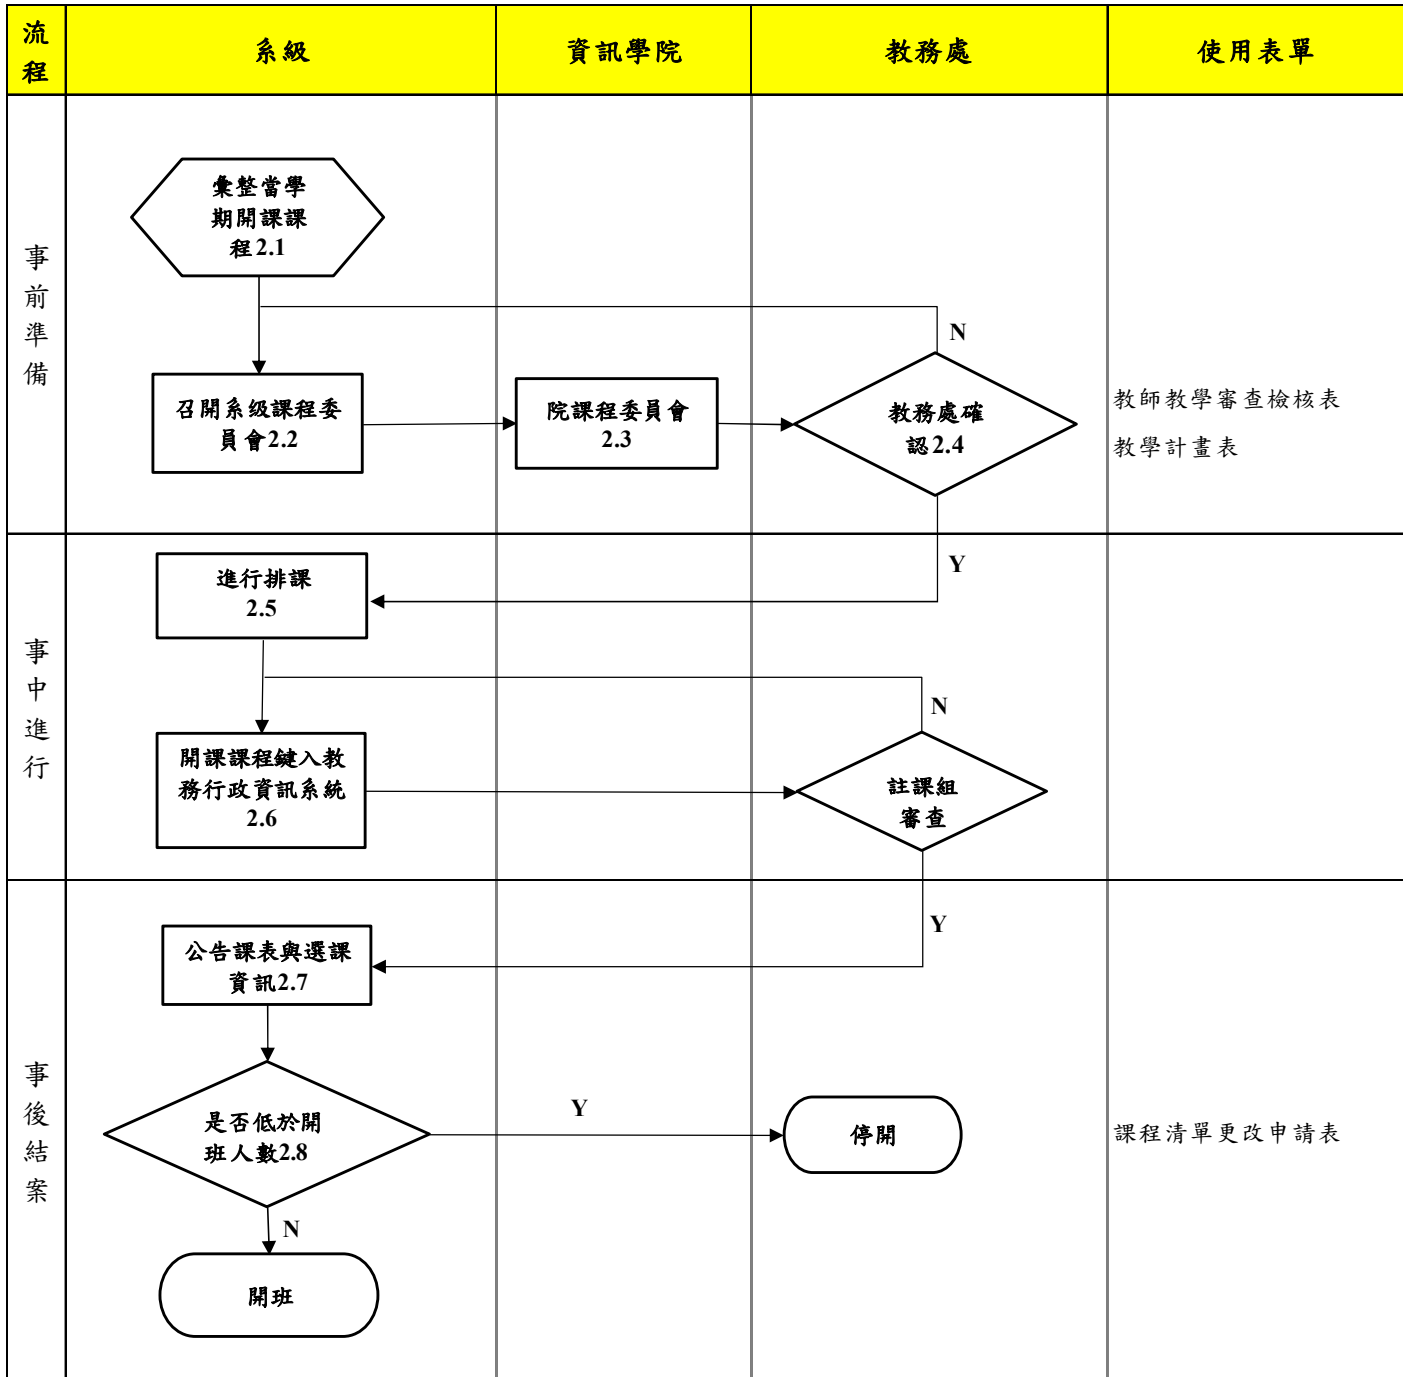 流
程
系級
資訊學院
教務處
使用表單
事
前
準
備
彙整當學
期開課課
程2.1
N
召開系级課程委
員會2.2
院課程委員會
2.3
教務處確
認2.4
教師教學審查檢核表
教學計畫表
Y
事
中
進
行
進行排課
2.5
N
開課課程鍵入教
務行政資訊系統
2.6
註課組
審查
Y
事
後
結
案
公告課表與選課
資訊2.7
是否低於開
班人數2.8
Y
停開
課程清單更改申請表
N
開班